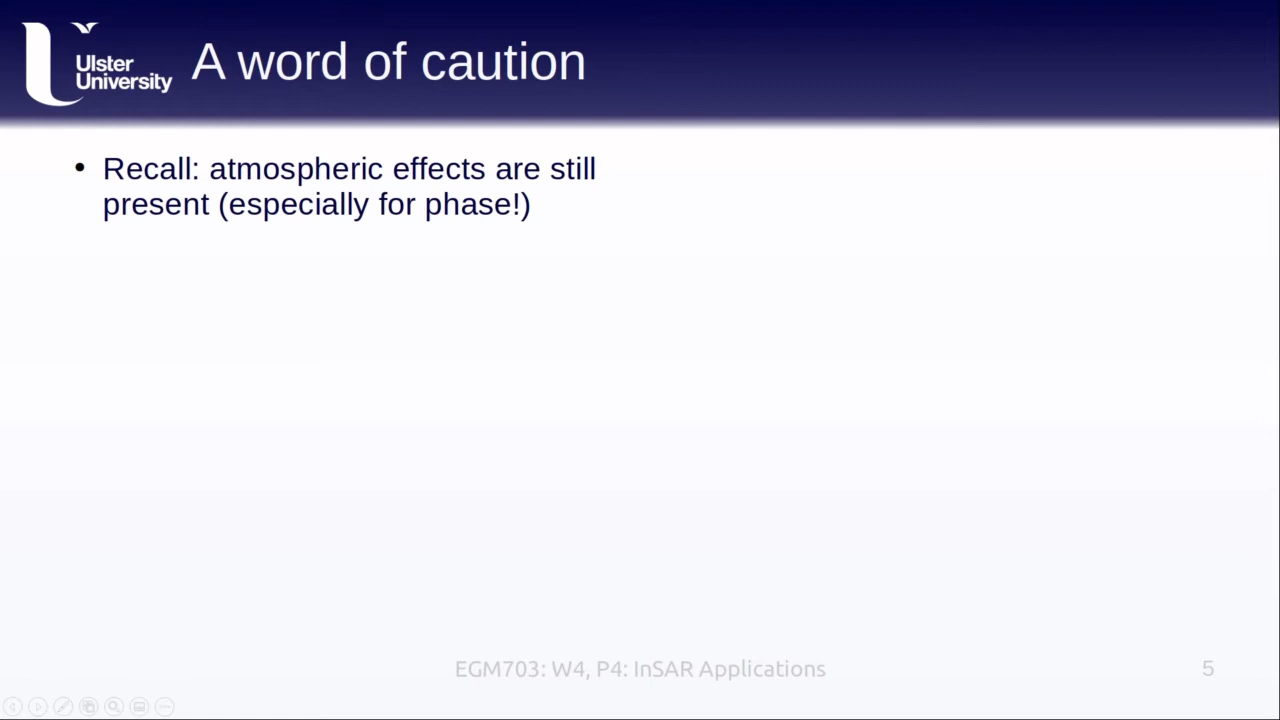 Ulster
University
A word of caution
• Recall: atmospheric effects are still
present (especially for phase!)
EGM703: W4, P4: InSAR Applications
5